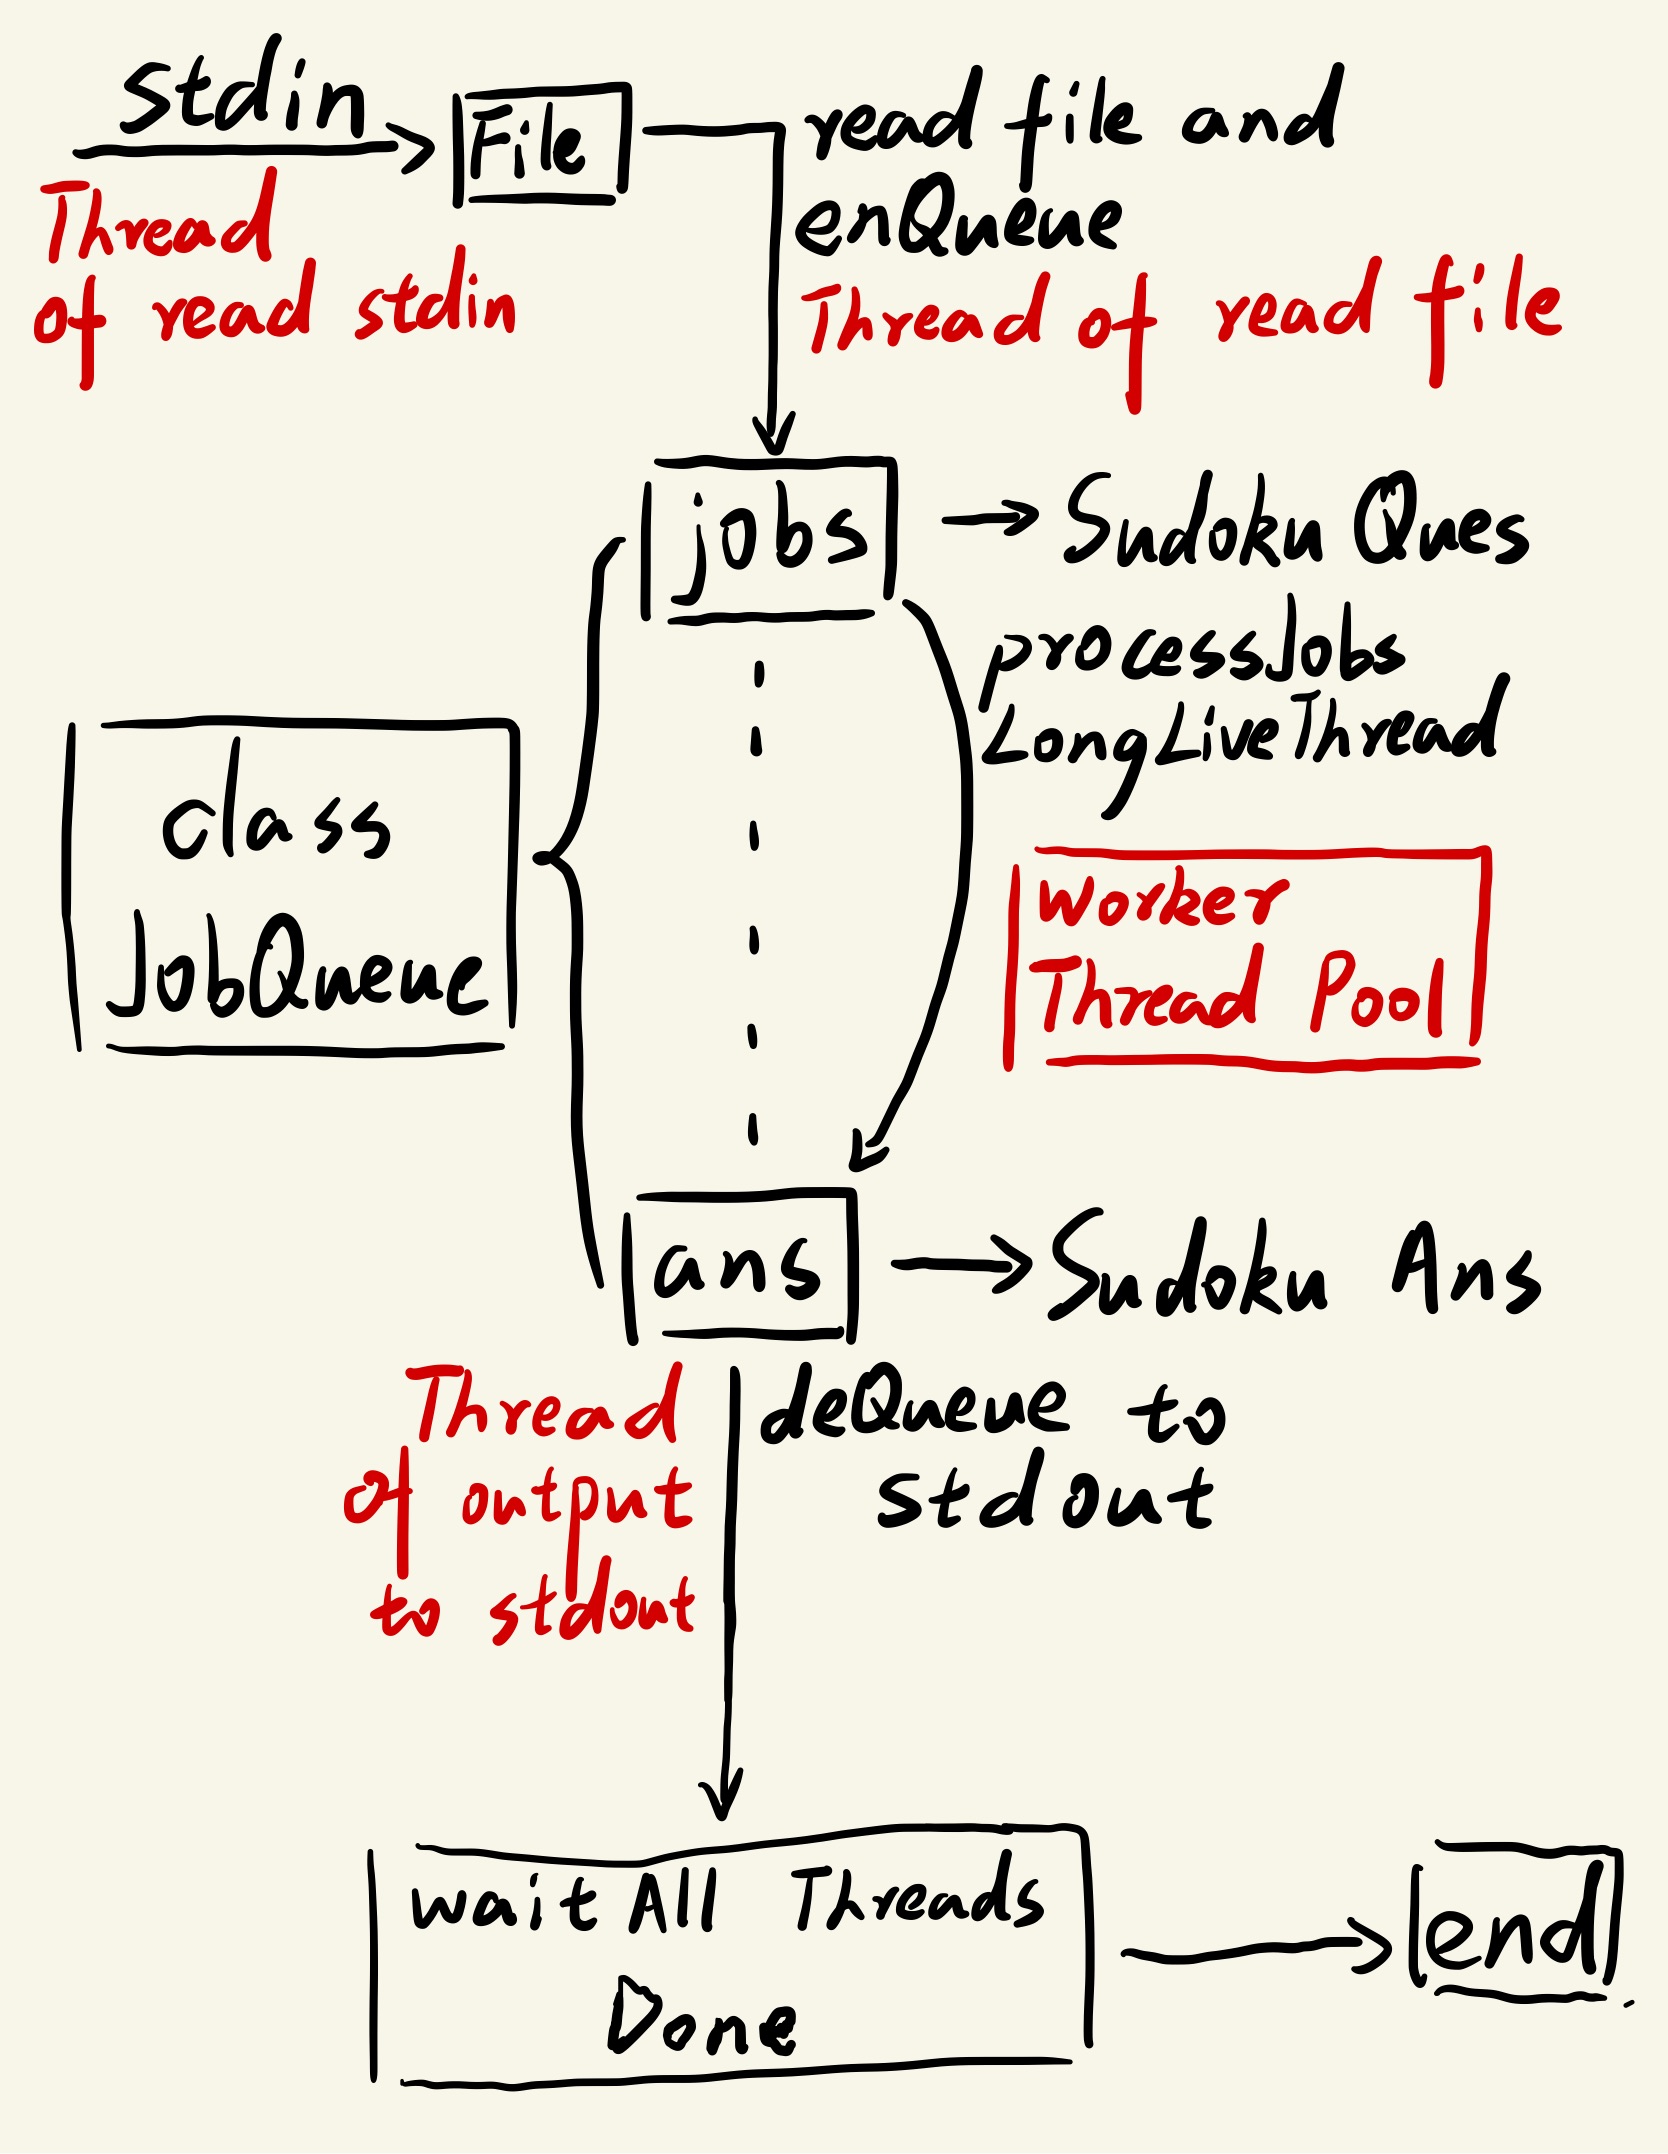 stdin
File
read file and
enQueue
Thread
of read stdin
Thread of read file
jobs
Sudoku Ques
processJobs
LongLiveThread
class
JobQueue
Worker
Thread Pool
ans
Sudoku Ans
Thread
of output
to stdout
deQueue to
stdout
wait All Threads
Done
end